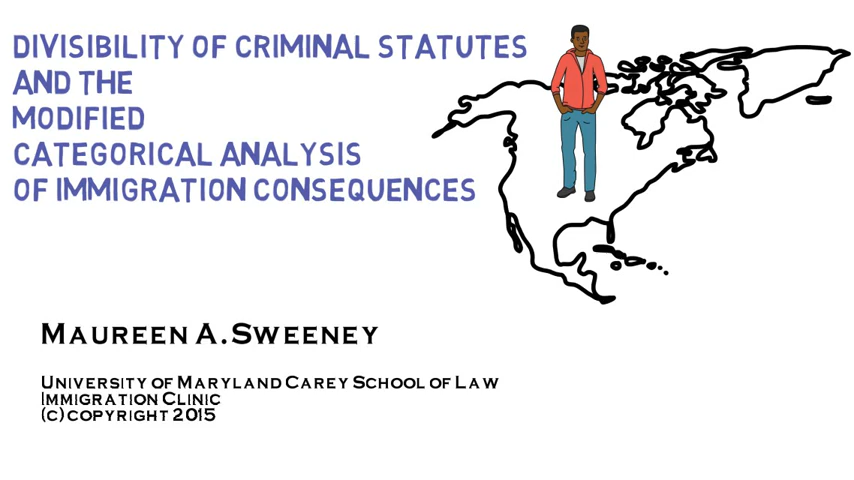 DIVISIBILITY OF CRIMINAL STATUTES
AND THE
MODIFIED
CATEGORICAL ANALYSIS
OF IMMIGRATION CONSEQUENCES
MAUREEN A. SWEENEY
UNIVERSITY OF MARYLAND CAREY SCHOOL OF LAW
IMMIGRATION CLINIC
(C) COPYRIGHT 2015